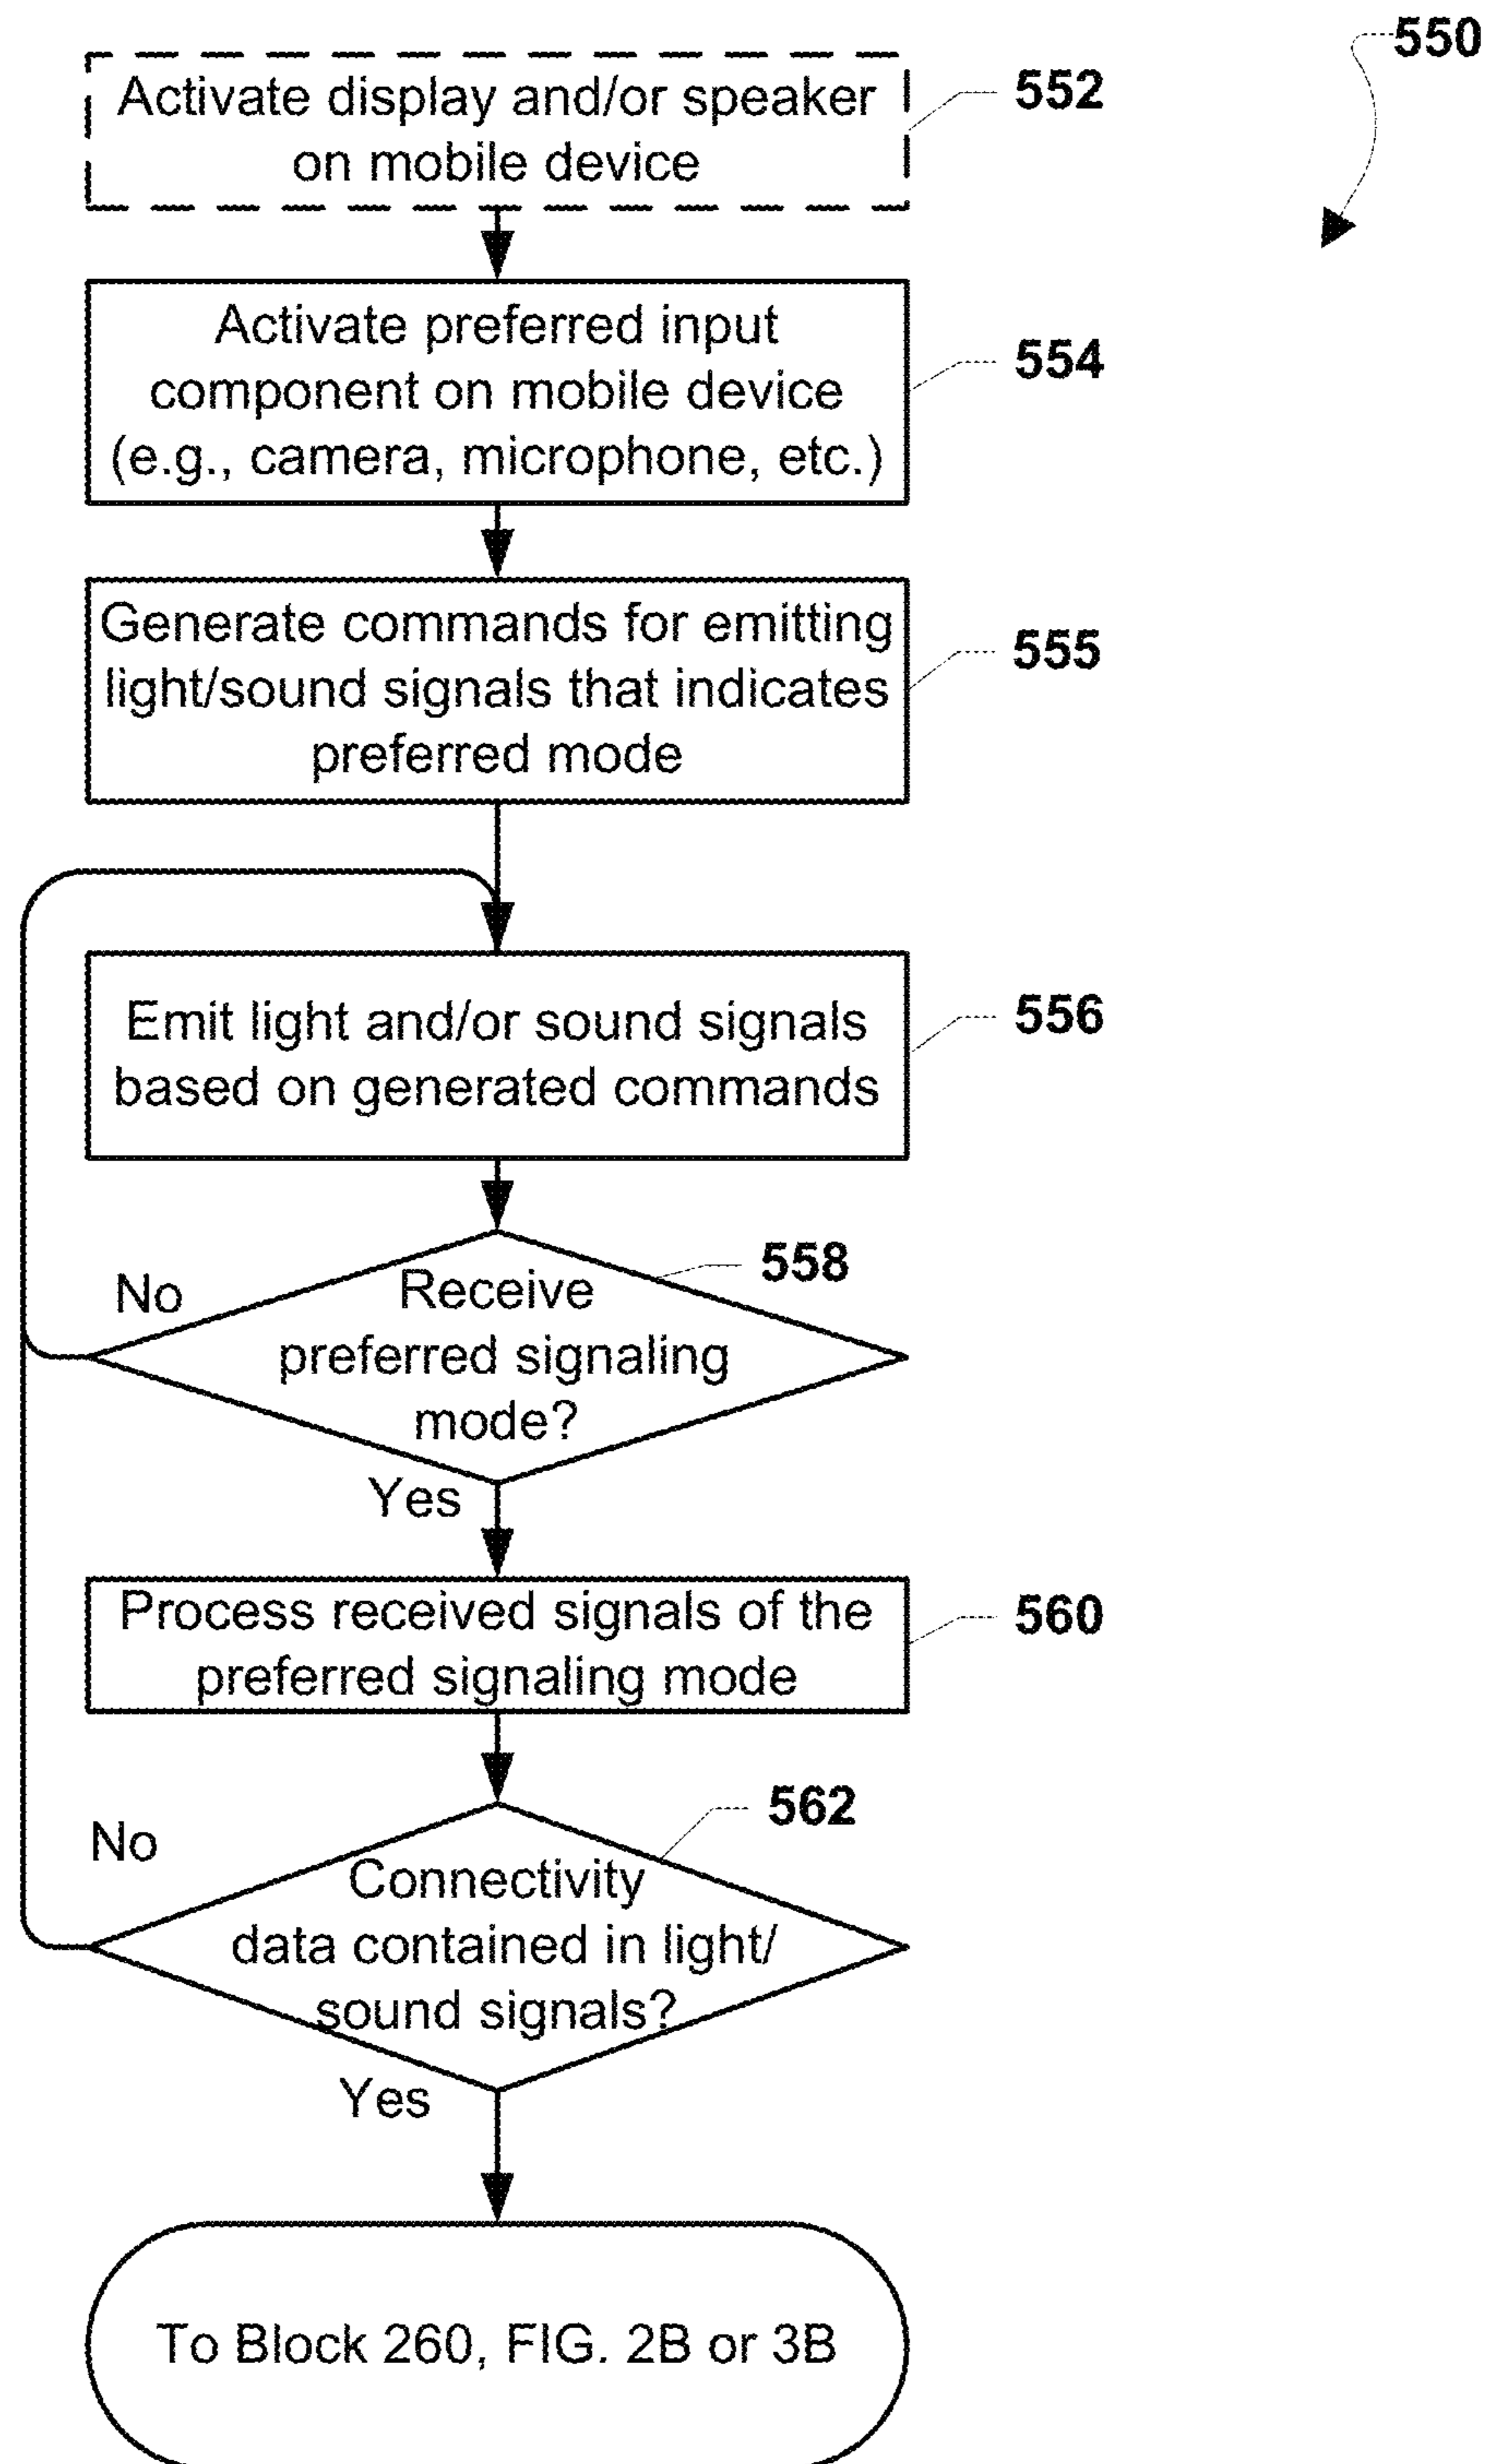 550
Activate display and/or speaker
on mobile device
552
Activate preferred input
component on mobile device
(e.g., camera, microphone, etc.)
554
Generate commands for emitting
light/sound signals that indicates
preferred mode
555
Emit light and/or sound signals
based on generated commands
556
558
No
Receive
preferred signaling
mode?
Yes
Process received signals of the
preferred signaling mode
560
562
No
Connectivity
data contained in light/
sound signals?
Yes
To Block 260, FIG. 2B or 3B